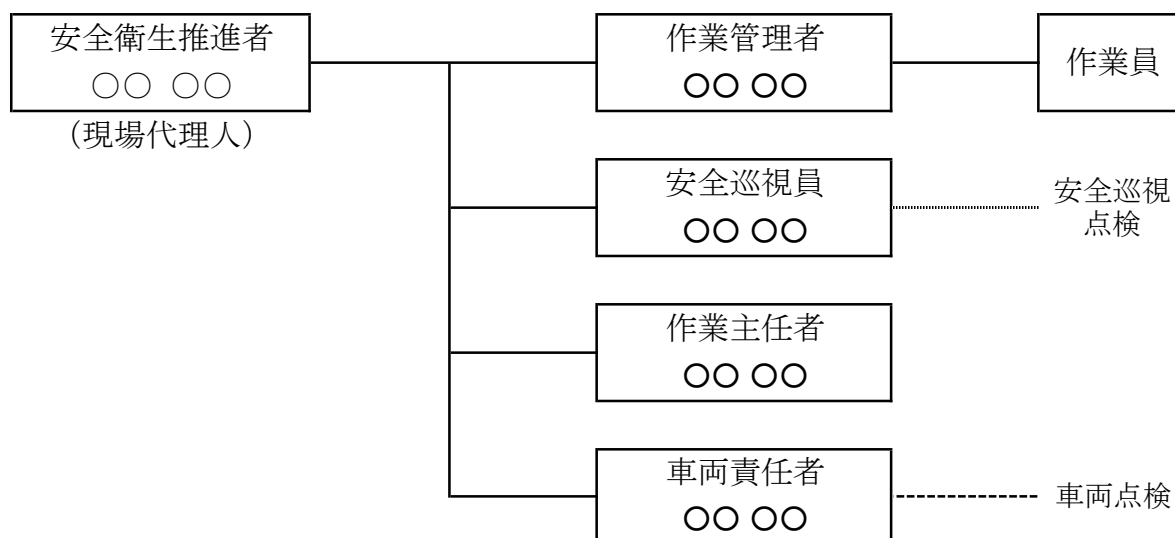 安全衛生推進者
○○ ○○
（現場代理人）
作業管理者
○○ ○○
作業員
安全巡視員
○○ ○○
安全巡視
点検
作業主任者
○○ ○○
車両責任者
○○ ○○
車両点検